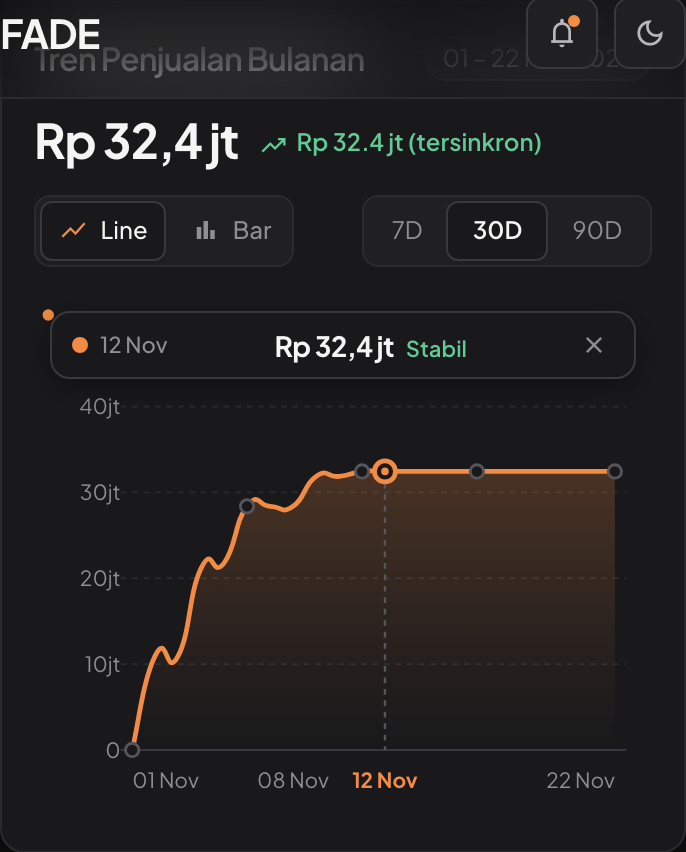 FADE
Tren Penjualan Bulanan
01 – 22
Rp 32,4 jt
Rp 32.4 jt (tersinkron)
Line
Bar
7D
30D
90D
12 Nov
Rp 32,4 jt Stabil
40jt
30jt
20jt
10jt
0
01 Nov
08 Nov
12 Nov
22 Nov